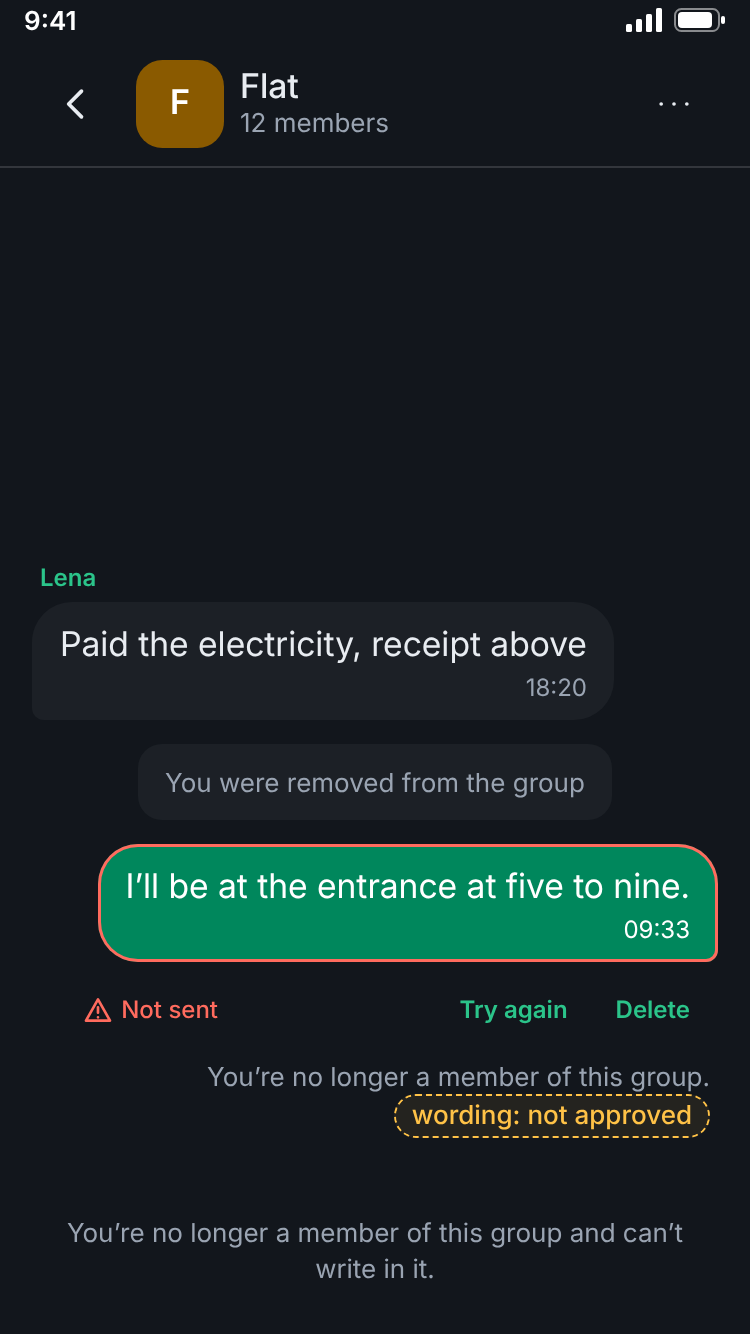 9:41
F
Flat
12 members
...
Lena
Paid the electricity, receipt above
18:20
You were removed from the group
I’ll be at the entrance at five to nine.
09:33
Not sent
Try again
Delete
You’re no longer a member of this group.
wording: not approved
You’re no longer a member of this group and can’t
write in it.